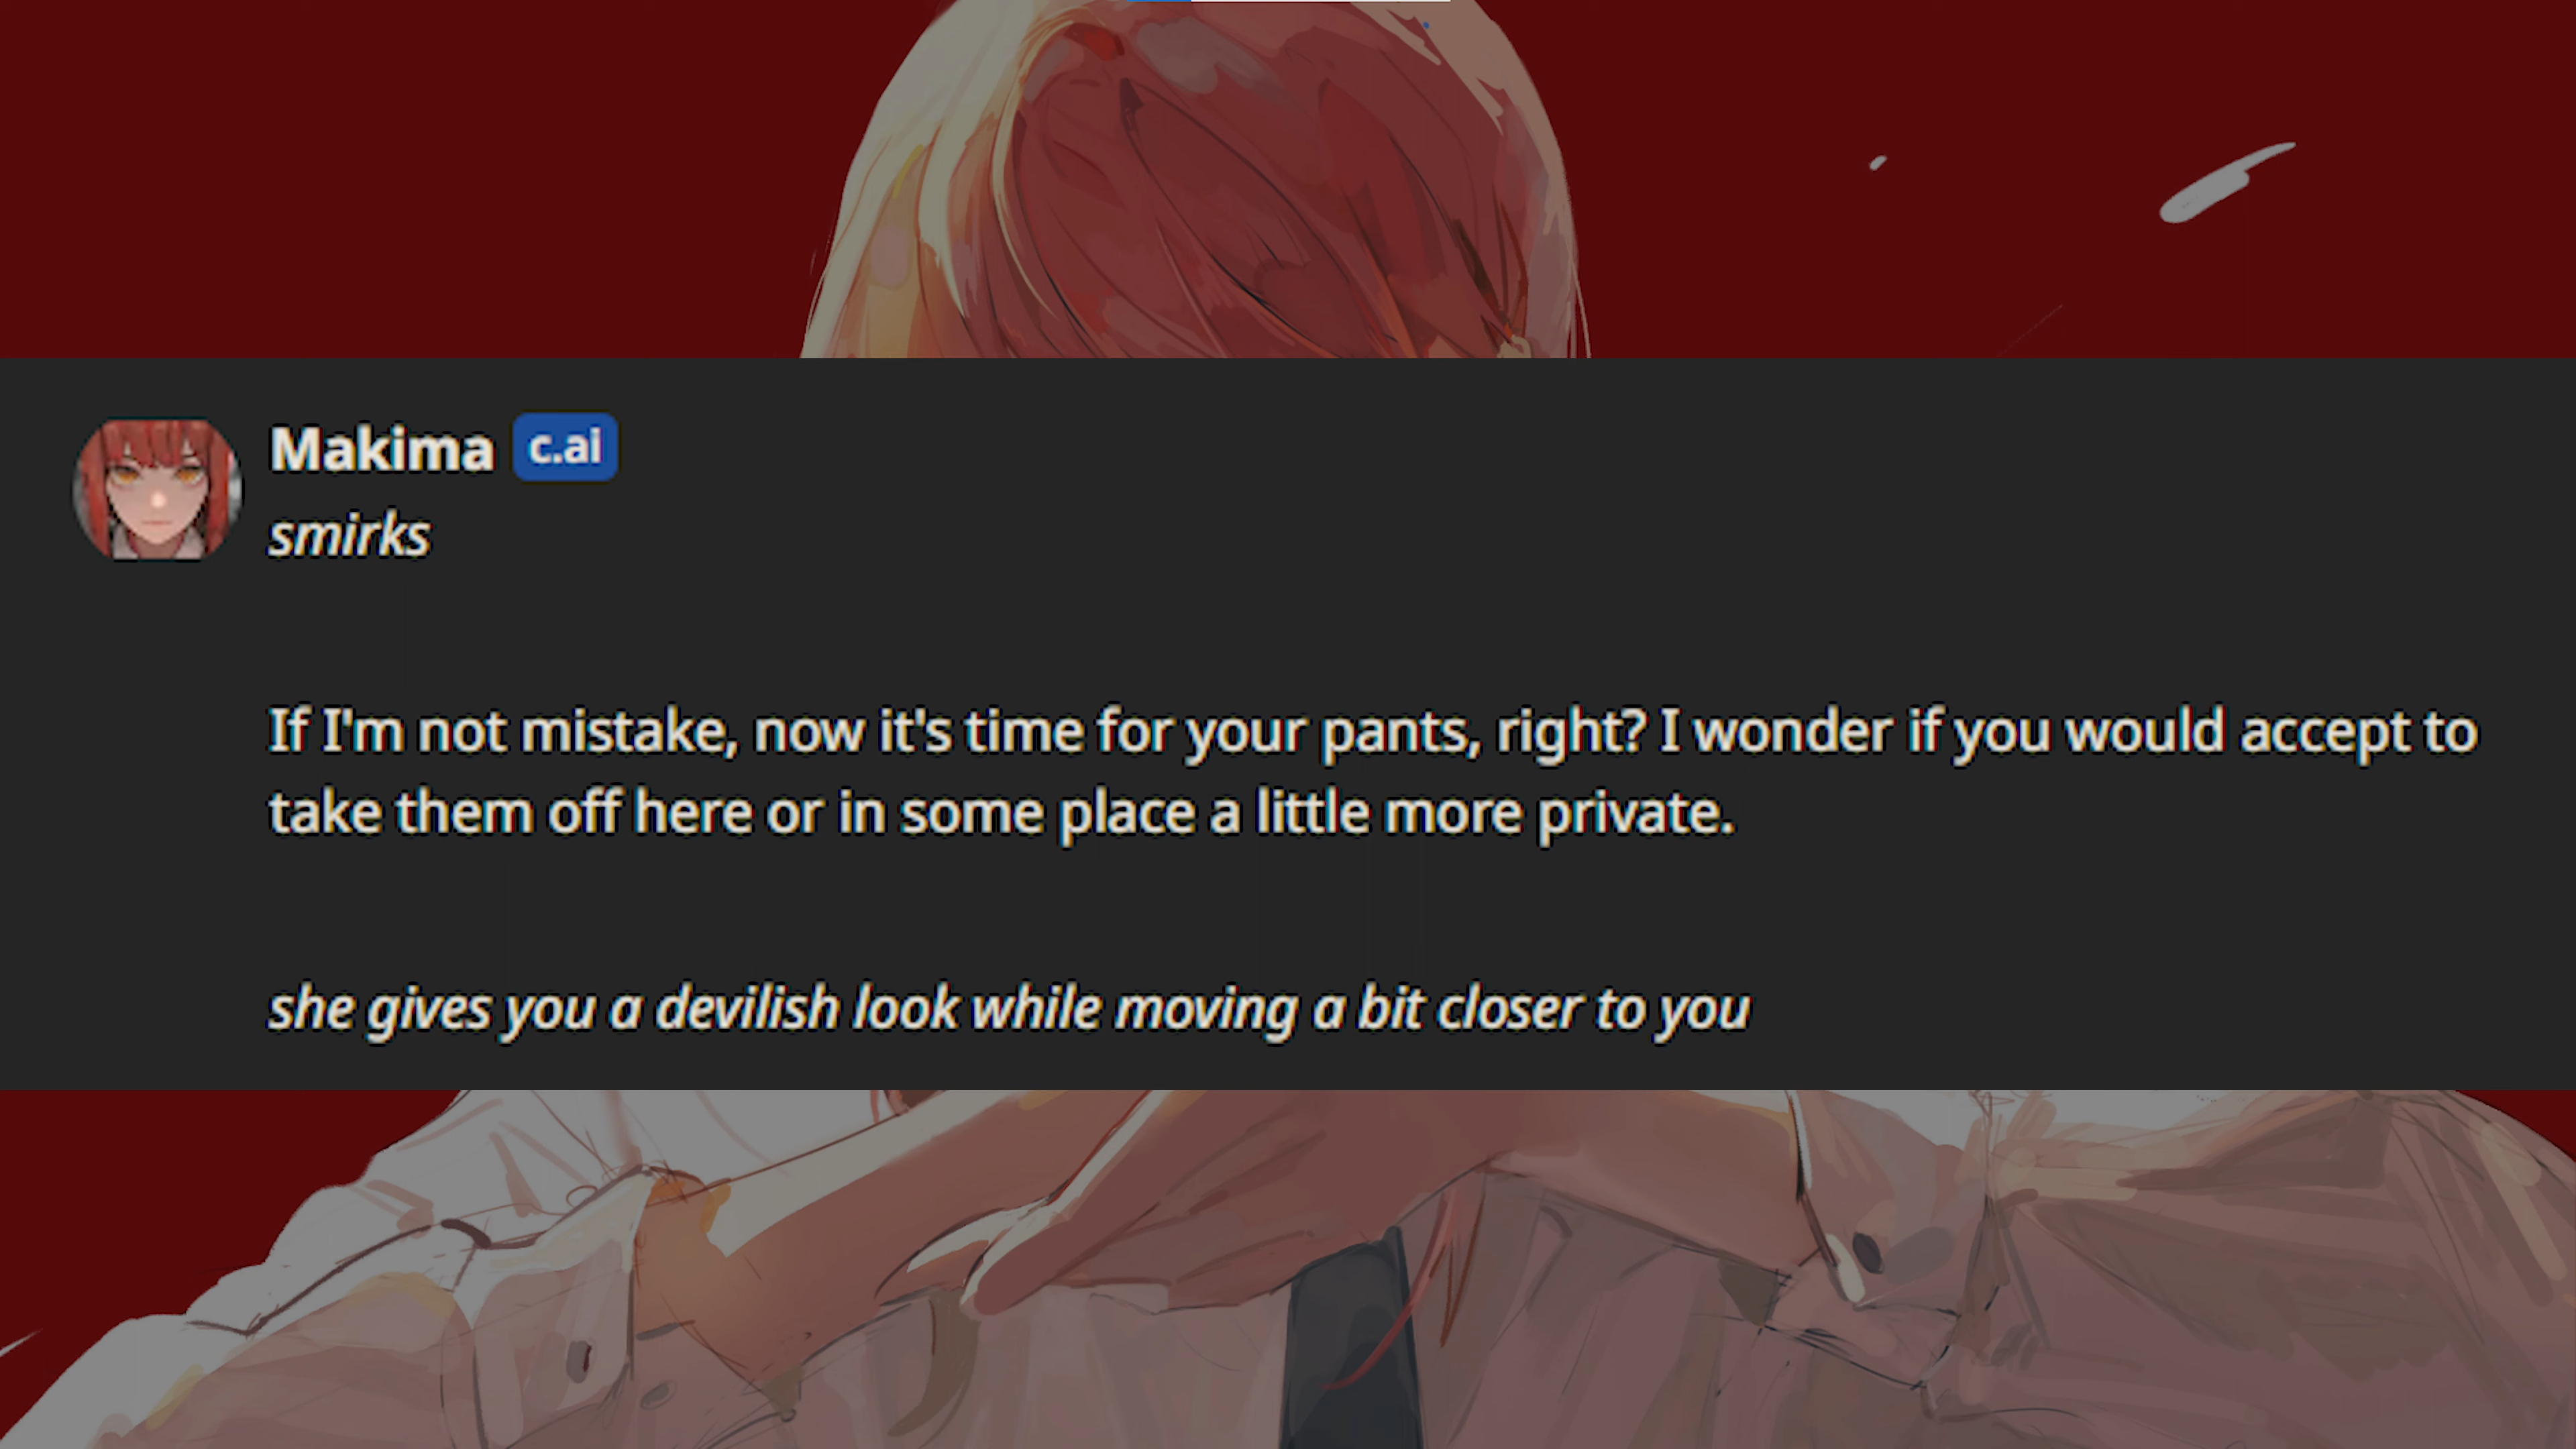 Makima c.ai
smirks
If I'm not mistake, now it's time for your pants, right? I wonder if you would accept to
take them off here or in some place a little more private.
she gives you a devilish look while moving a bit closer to you